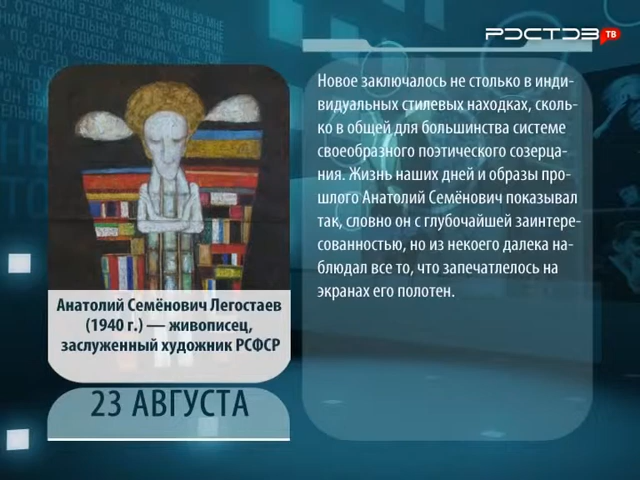 РОСТОВ ТВ
Новое заключалось не столько в инди-
видуальных стилевых находках, сколь-
ко в общей для большинства системе
своеобразного поэтического созерца-
ния. Жизнь наших дней и образы про-
шлого Анатолий Семёнович показывал
так, словно он с глубочайшей заинтере-
сованностью, но из некоего далека на-
блюдал все то, что запечатлелось на
экранах его полотен.
Анатолий Семёнович Легостаев
(1940 г.) — живописец,
заслуженный художник РСФСР
23 АВГУСТА